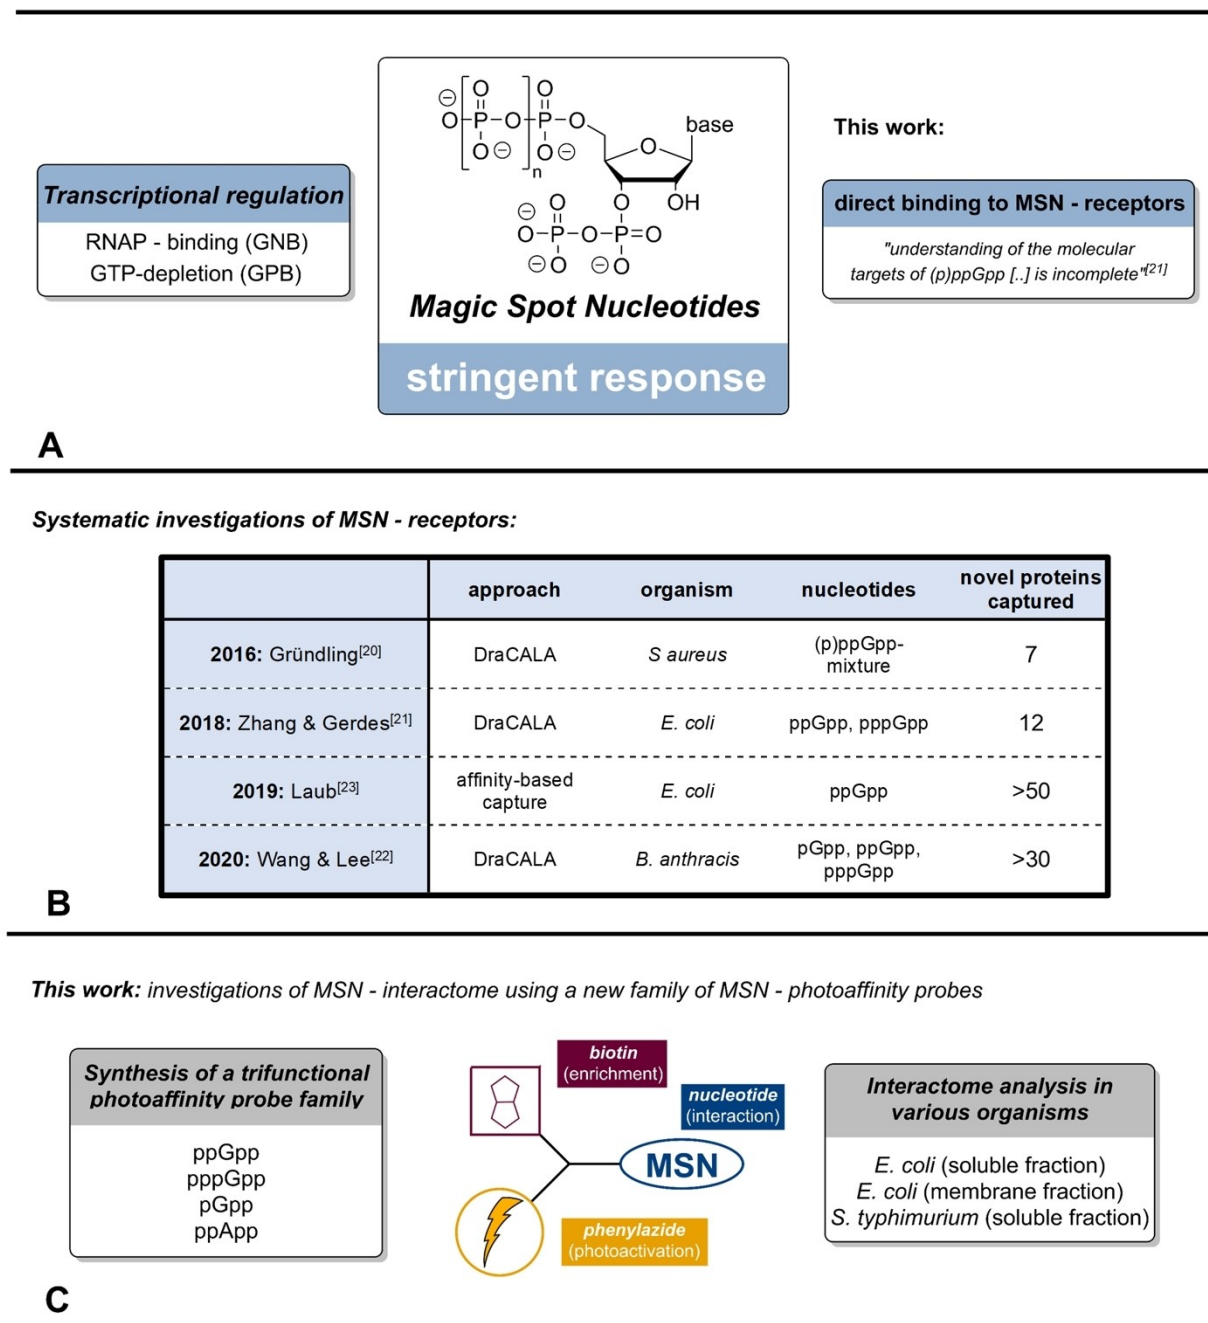 Transcriptional regulation
RNAP - binding (GNB)
GTP-depletion (GPB)
⊖ O O
O-P-O-P-O
O⊖ O⊖
n
base
O
O OH
⊖ O
O-P-O-P=O
⊖O ⊖O
Magic Spot Nucleotides
stringent response
This work:
direct binding to MSN - receptors
"understanding of the molecular
targets of (p)ppGpp [..] is incomplete"[21]
A
Systematic investigations of MSN - receptors:
approach organism nucleotides novel proteins
captured
2016: Gründling[20] DraCALA S aureus (p)ppGpp-
mixture 7
2018: Zhang & Gerdes[21] DraCALA E. coli ppGpp, pppGpp 12
2019: Laub[23] affinity-based
capture E. coli ppGpp >50
2020: Wang & Lee[22] DraCALA B. anthracis pGpp, ppGpp,
pppGpp >30
B
This work: investigations of MSN - interactome using a new family of MSN - photoaffinity probes
Synthesis of a trifunctional
photoaffinity probe family
ppGpp
pppGpp
pGpp
ppApp
biotin
(enrichment)
nucleotide
(interaction)
MSN
phenylazide
(photoactivation)
Interactome analysis in
various organisms
E. coli (soluble fraction)
E. coli (membrane fraction)
S. typhimurium (soluble fraction)
C